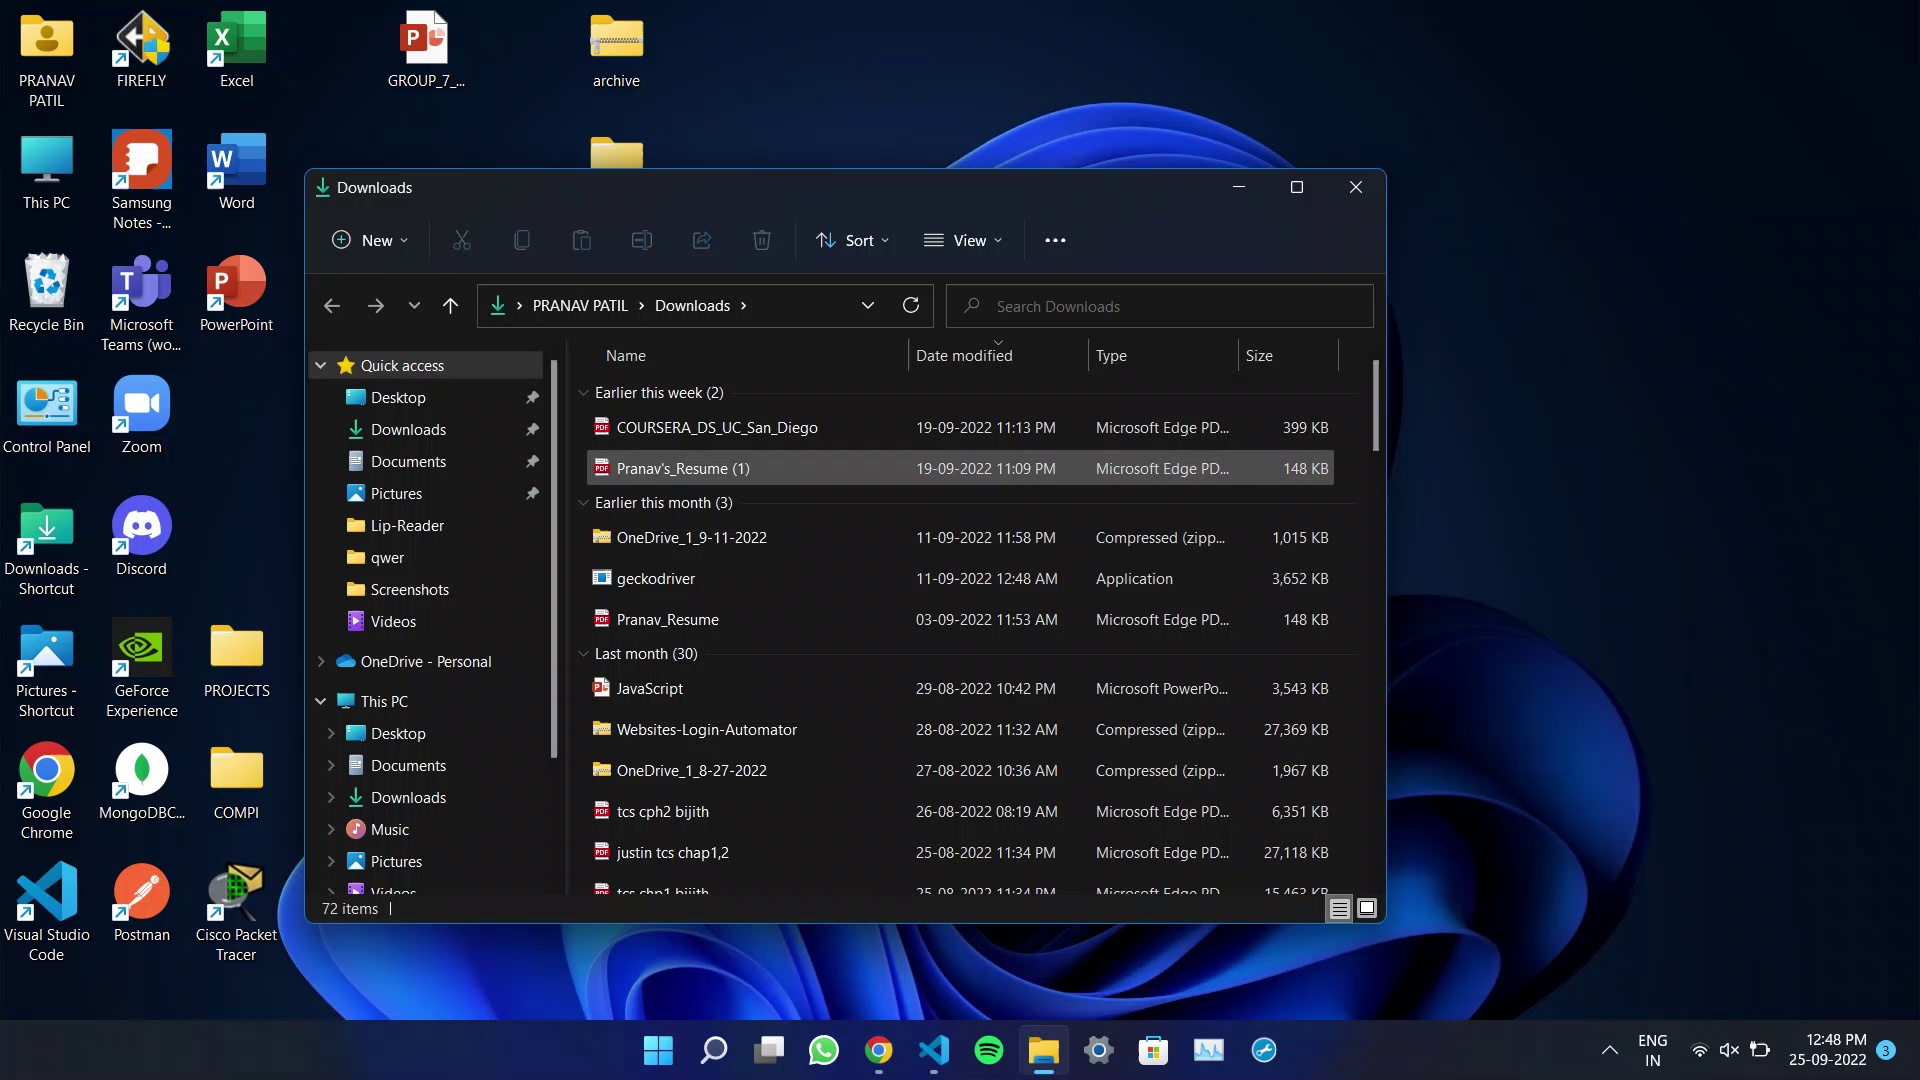 PRANAV
PATIL
FIREFLY
Excel
GROUP_7_...
archive
This PC
Samsung
Notes -...
Word
Recycle Bin
Microsoft
Teams (wo...
PowerPoint
Control Panel
Zoom
Downloads -
Shortcut
Discord
Pictures -
Shortcut
GeForce
Experience
PROJECTS
Google
Chrome
MongoDBC...
COMPI
Visual Studio
Code
Postman
Cisco Packet
Tracer
Downloads
New
Sort
View
PRANAV PATIL > Downloads >
Search Downloads
Quick access
Desktop
Downloads
Documents
Pictures
Lip-Reader
qwer
Screenshots
Videos
OneDrive - Personal
This PC
Desktop
Documents
Downloads
Music
Pictures
Videos
Name Date modified Type Size
Earlier this week (2)
COURSERA_DS_UC_San_Diego 19-09-2022 11:13 PM Microsoft Edge PD... 399 KB
Pranav's_Resume (1) 19-09-2022 11:09 PM Microsoft Edge PD... 148 KB
Earlier this month (3)
OneDrive_1_9-11-2022 11-09-2022 11:58 PM Compressed (zipp... 1,015 KB
geckodriver 11-09-2022 12:48 AM Application 3,652 KB
Pranav_Resume 03-09-2022 11:53 AM Microsoft Edge PD... 148 KB
Last month (30)
JavaScript 29-08-2022 10:42 PM Microsoft PowerPo... 3,543 KB
Websites-Login-Automator 28-08-2022 11:32 AM Compressed (zipp... 27,369 KB
OneDrive_1_8-27-2022 27-08-2022 10:36 AM Compressed (zipp... 1,967 KB
tcs cph2 bijith 26-08-2022 08:19 AM Microsoft Edge PD... 6,351 KB
justin tcs chap1,2 25-08-2022 11:34 PM Microsoft Edge PD... 27,118 KB
tcs chp1 bijith 25-08-2022 11:34 PM Microsoft Edge PD... 15,463 KB
72 items
ENG
IN
12:48 PM
25-09-2022
3